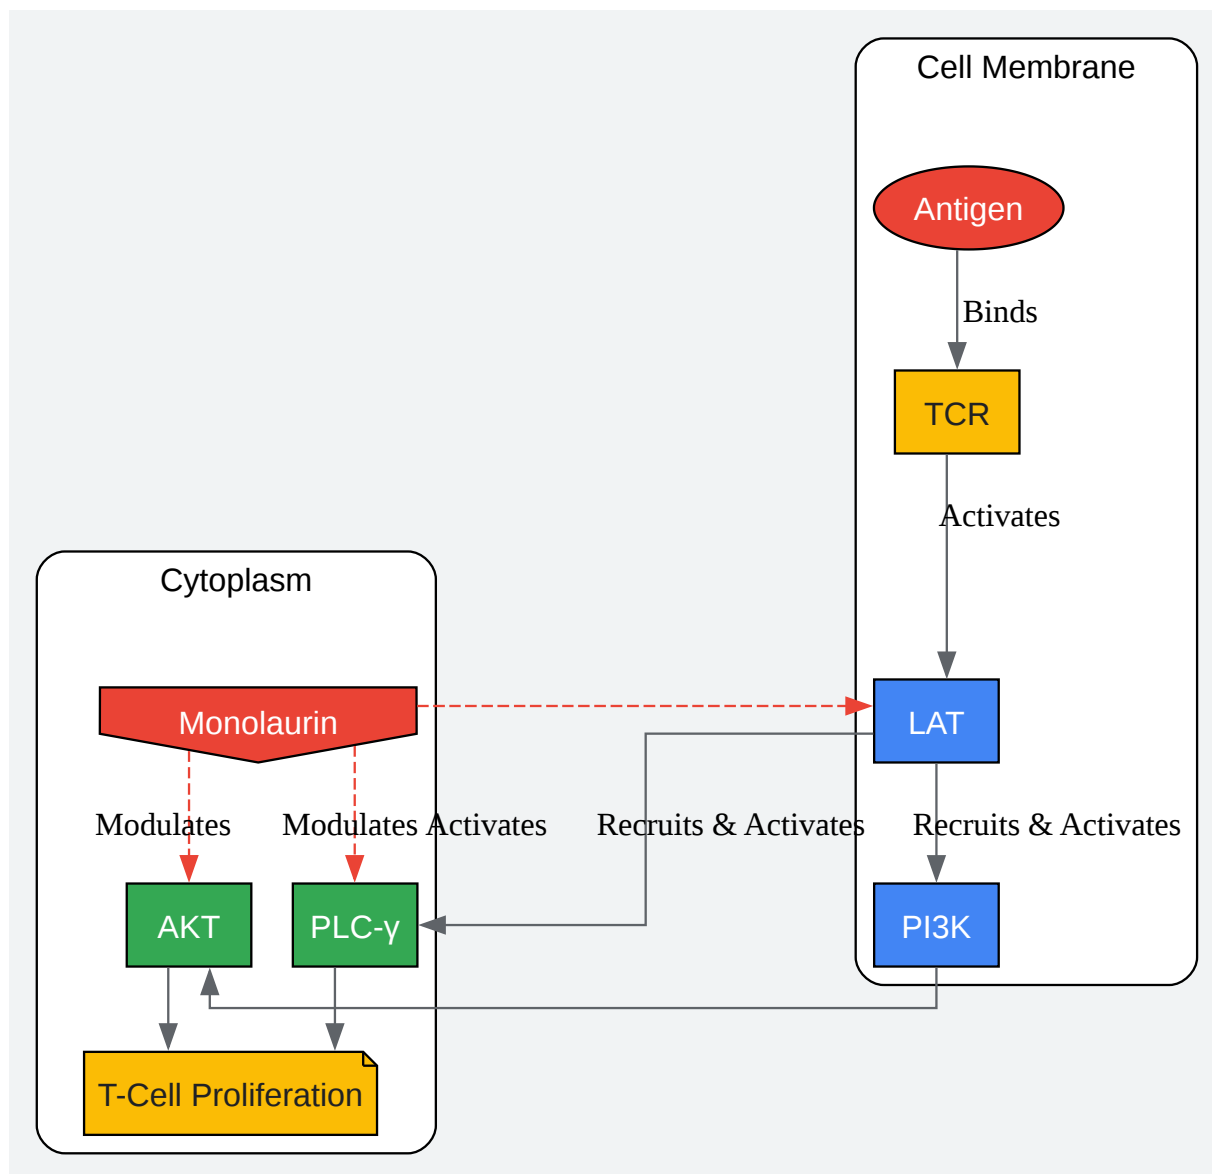 Cell Membrane
Antigen
Binds
TCR
Activates
Cytoplasm
Monolaurin
LAT
Modulates
Modulates
Activates
Recruits & Activates
Recruits & Activates
AKT
PLC-γ
PI3K
T-Cell Proliferation